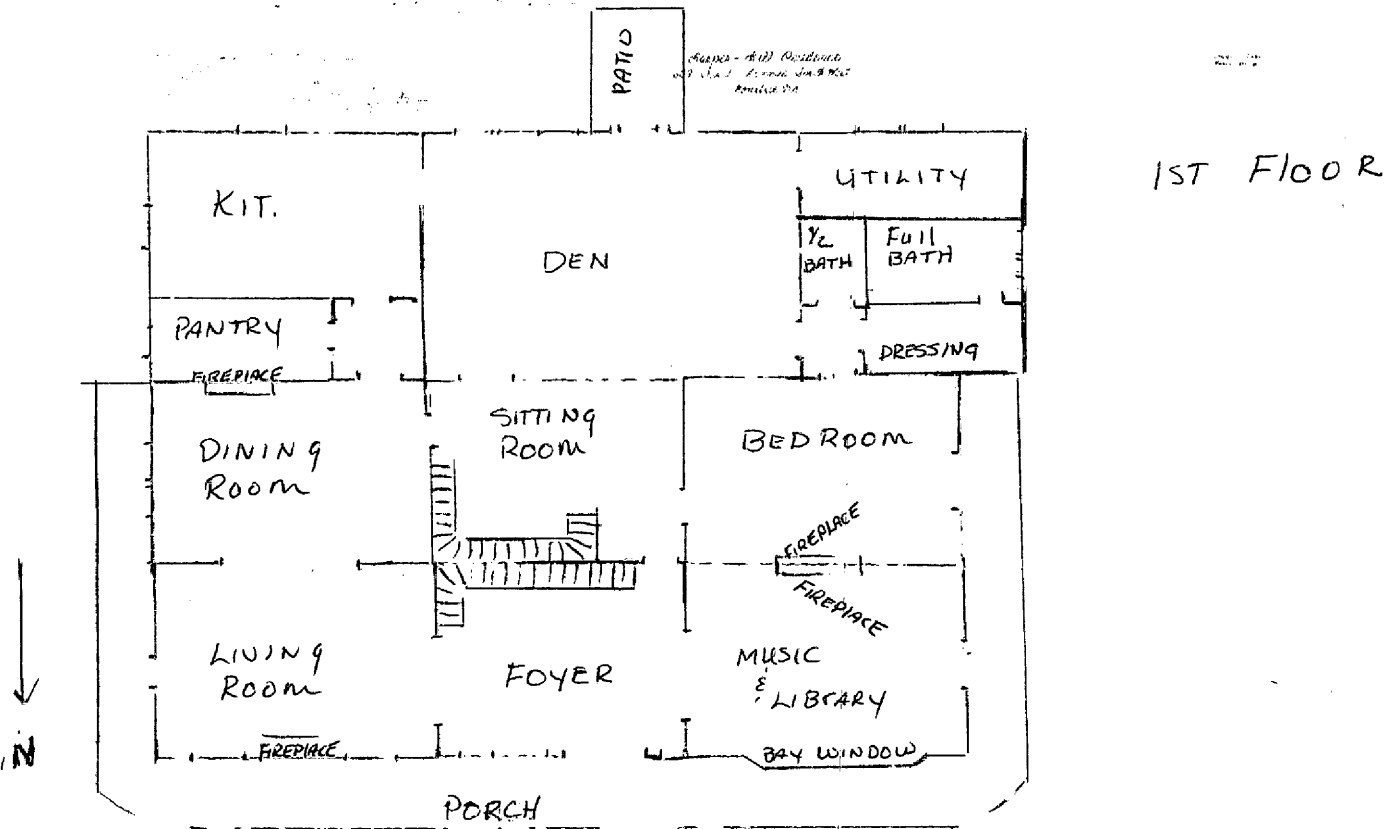 PATIO
1ST FlOOR
KIT.
UTILITY
DEN
1/2
BATH
Full
BATH
PANTRY
DRESSING
FIREPLACE
SITTING
ROOM
BEDROOM
DINING
ROOM
FIREPLACE
FIREPLACE
LIVING
ROOM
FOYER
MUSIC
&
LIBrARY
FIREPLACE
BAY WINDOW
N
PORCH